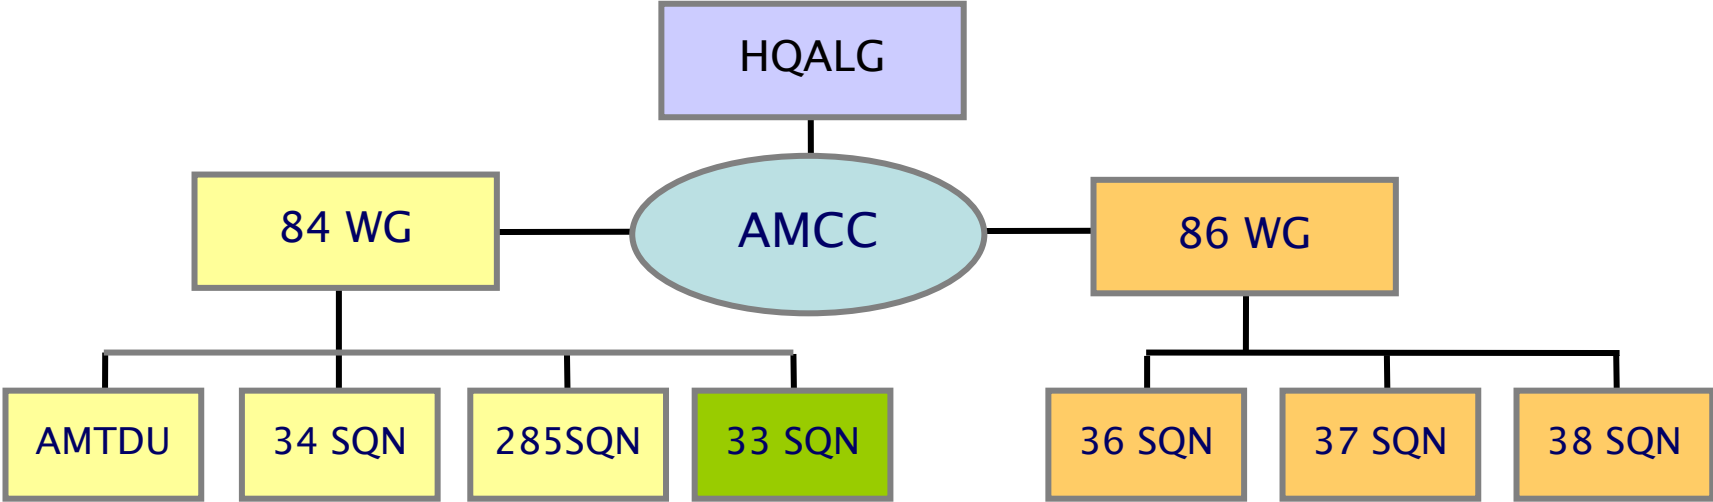 HQALG
84 WG
AMCC
86 WG
AMTDU
34 SQN
285SQN
33 SQN
36 SQN
37 SQN
38 SQN